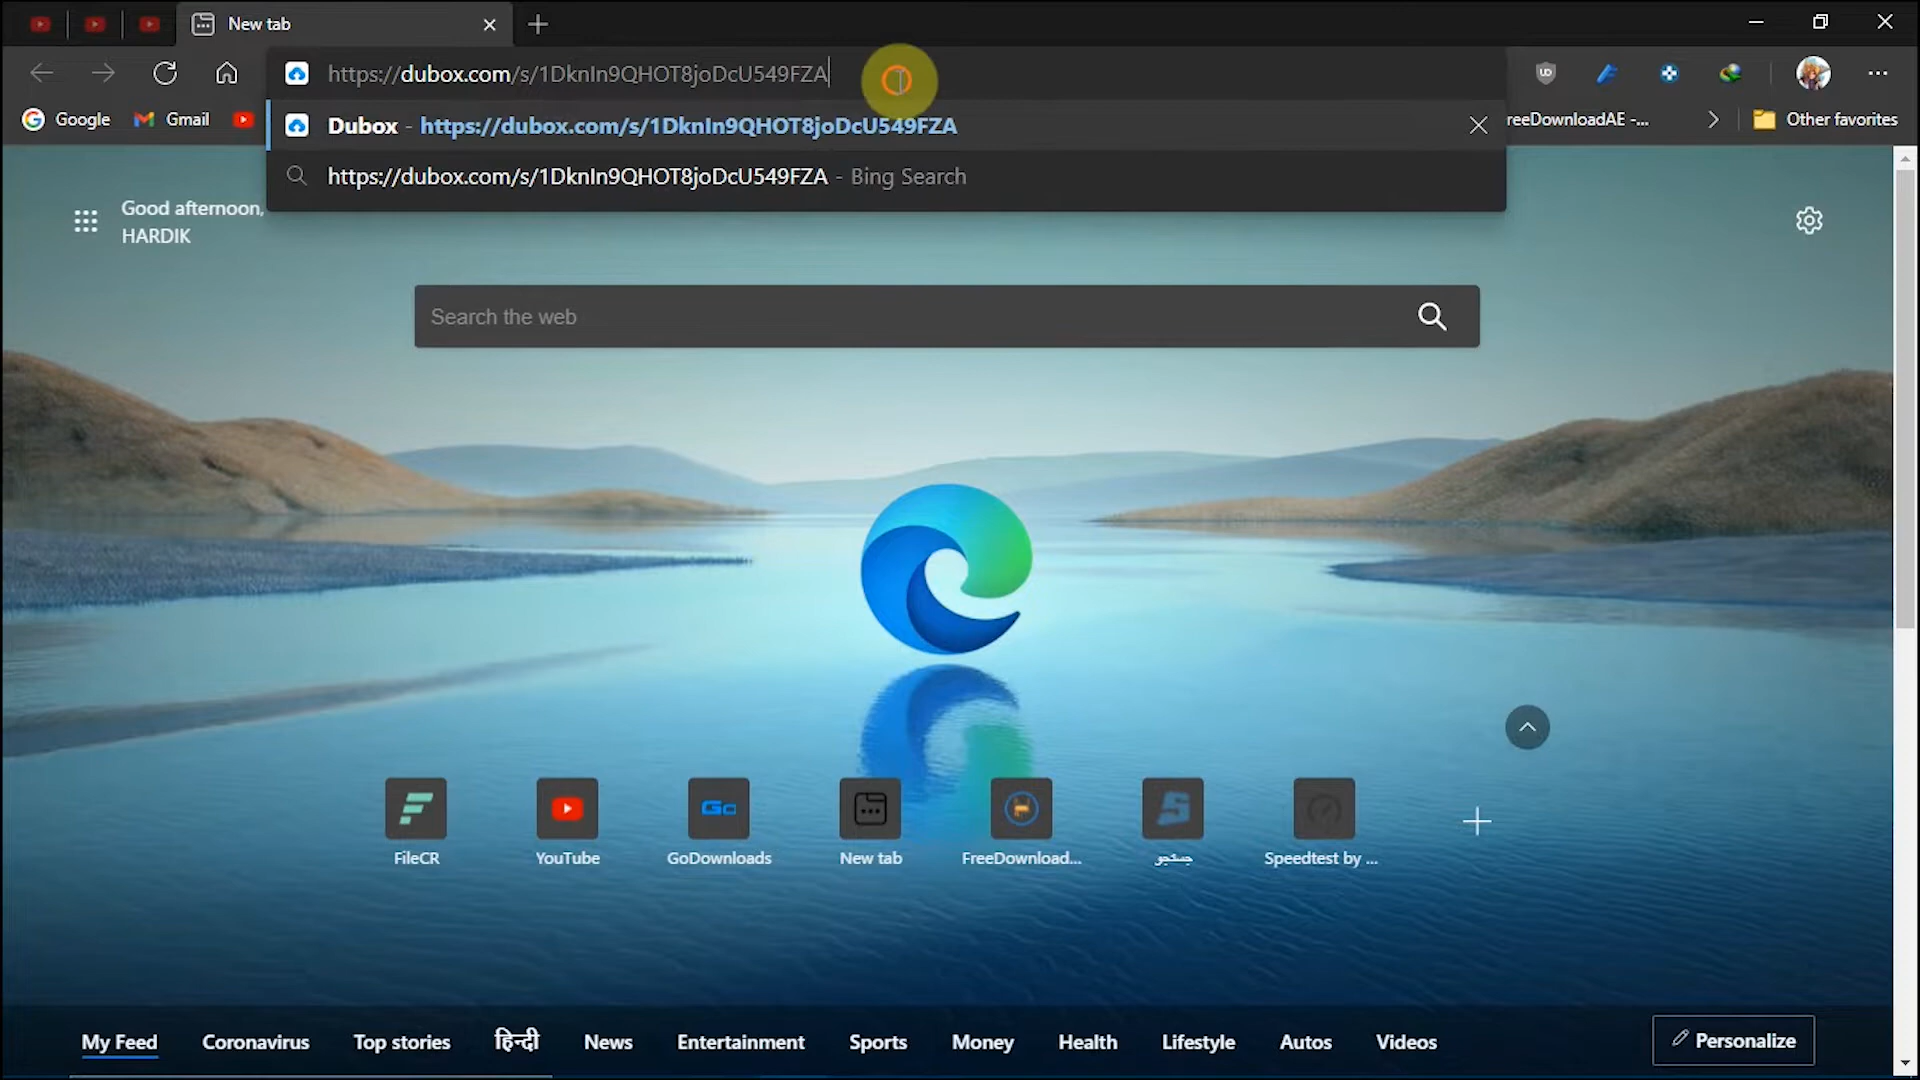 New tab
https://dubox.com/s/1DknIn9QHOT8joDcU549FZA
Google
Gmail
Dubox - https://dubox.com/s/1DknIn9QHOT8joDcU549FZA
reeDownloadAE -...
Other favorites
https://dubox.com/s/1DknIn9QHOT8joDcU549FZA - Bing Search
Good afternoon,
HARDIK
Search the web
Go
FileCR
YouTube
GoDownloads
New tab
FreeDownload...
جستجو
Speedtest by ...
My Feed
Coronavirus
Top stories
हिन्दी
News
Entertainment
Sports
Money
Health
Lifestyle
Autos
Videos
Personalize